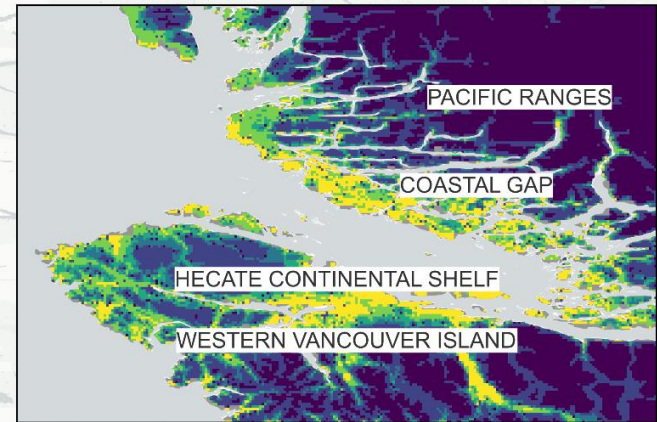 PACIFIC RANGES
COASTAL GAP
HECATE CONTINENTAL SHELF
WESTERN VANCOUVER ISLAND